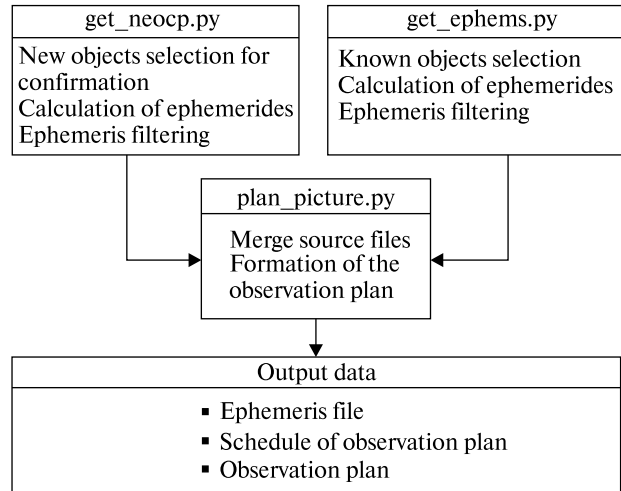 get_neocp.py
New objects selection for
confirmation
Calculation of ephemerides
Ephemeris filtering
get_ephems.py
Known objects selection
Calculation of ephemerides
Ephemeris filtering
plan_picture.py
Merge source files
Formation of the
observation plan
Output data
▪ Ephemeris file
▪ Schedule of observation plan
▪ Observation plan